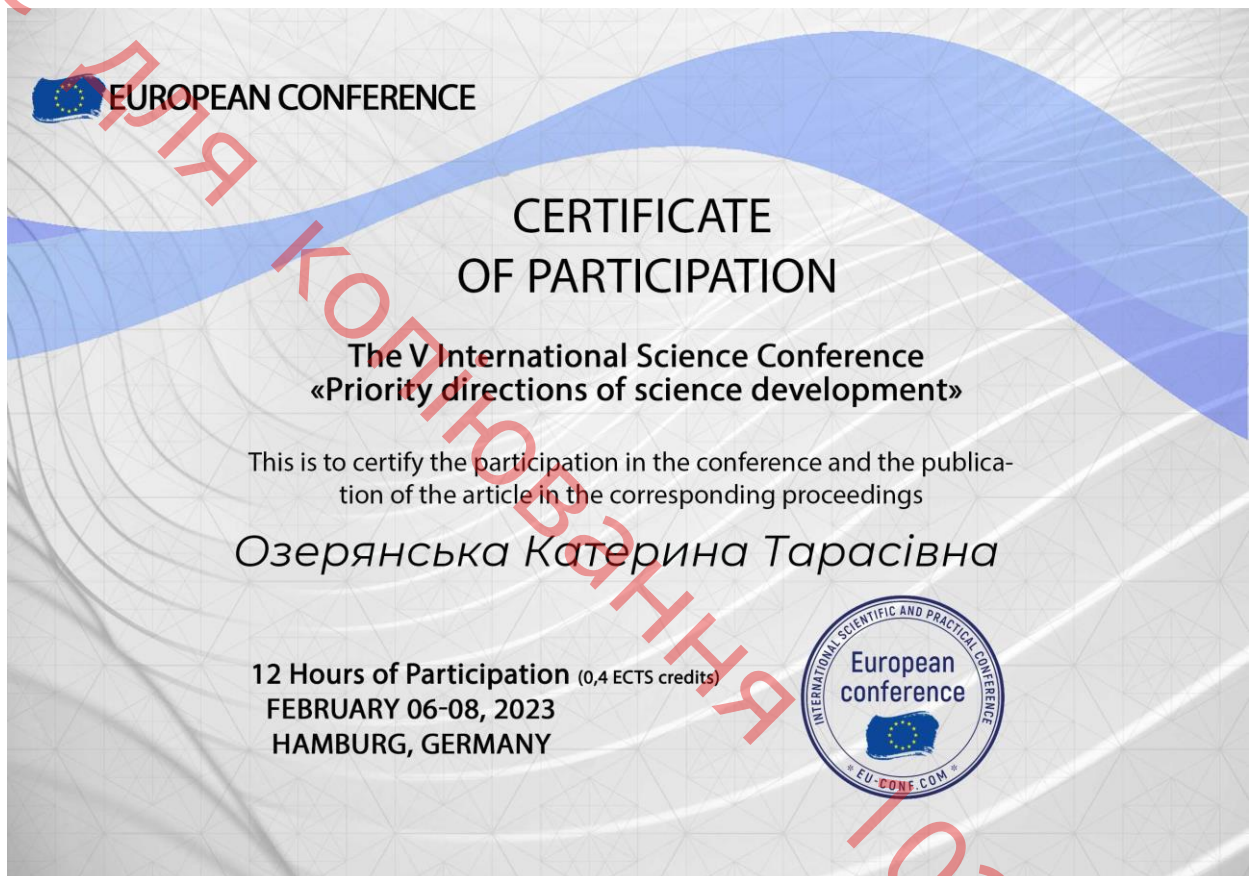 EUROPEAN CONFERENCE
CERTIFICATE
OF PARTICIPATION
The V International Science Conference
«Priority directions of science development»
This is to certify the participation in the conference and the publica-
tion of the article in the corresponding proceedings
Озерянська Катерина Тарасівна
12 Hours of Participation (0,4 ECTS credits)
FEBRUARY 06-08, 2023
HAMBURG, GERMANY
INTERNATIONAL SCIENTIFIC AND PRACTICAL CONFERENCE
European
conference
* EU-CONF.COM *
для копіювання